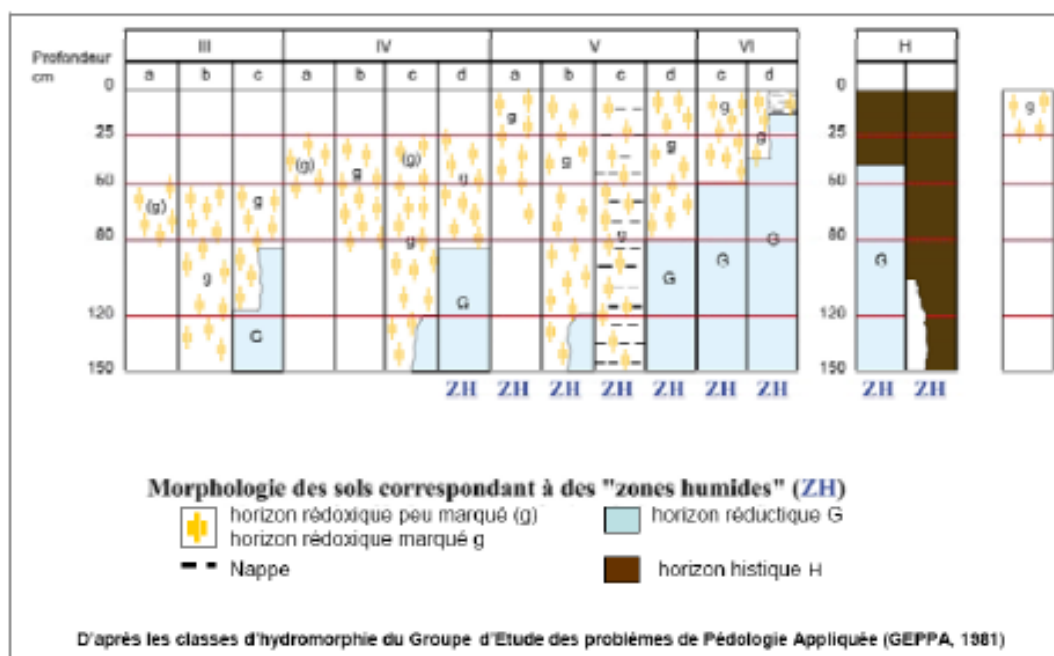 III IV V VI H
Profondeur
cm
a b c a b c d a b c d c d
0 0
g g g
25 25
(g) (g) g g g
g g
50 50
(g) g
80 80
g g G G G
g G G
120 120
G
150 150
ZH ZH ZH ZH ZH ZH ZH ZH ZH
Morphologie des sols correspondant à des "zones humides" (ZH)
horizon rédoxique peu marqué (g)
horizon réductique G
horizon rédoxique marqué g
Nappe
horizon histique H
D'après les classes d'hydromorphie du Groupe d'Etude des problèmes de Pédologie Appliquée (GEPPA, 1981)